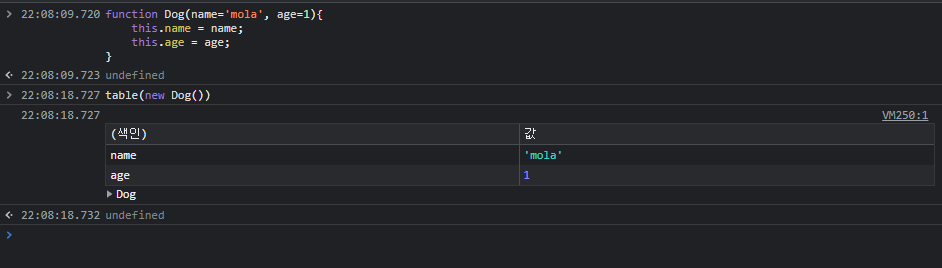 22:08:09.720 function Dog(name='mola', age=1){
this.name = name;
this.age = age;
}
22:08:09.723 undefined
22:08:18.727 table(new Dog())
22:08:18.727 VM250:1
(색인) 값
name 'mola'
age 1
Dog
22:08:18.732 undefined